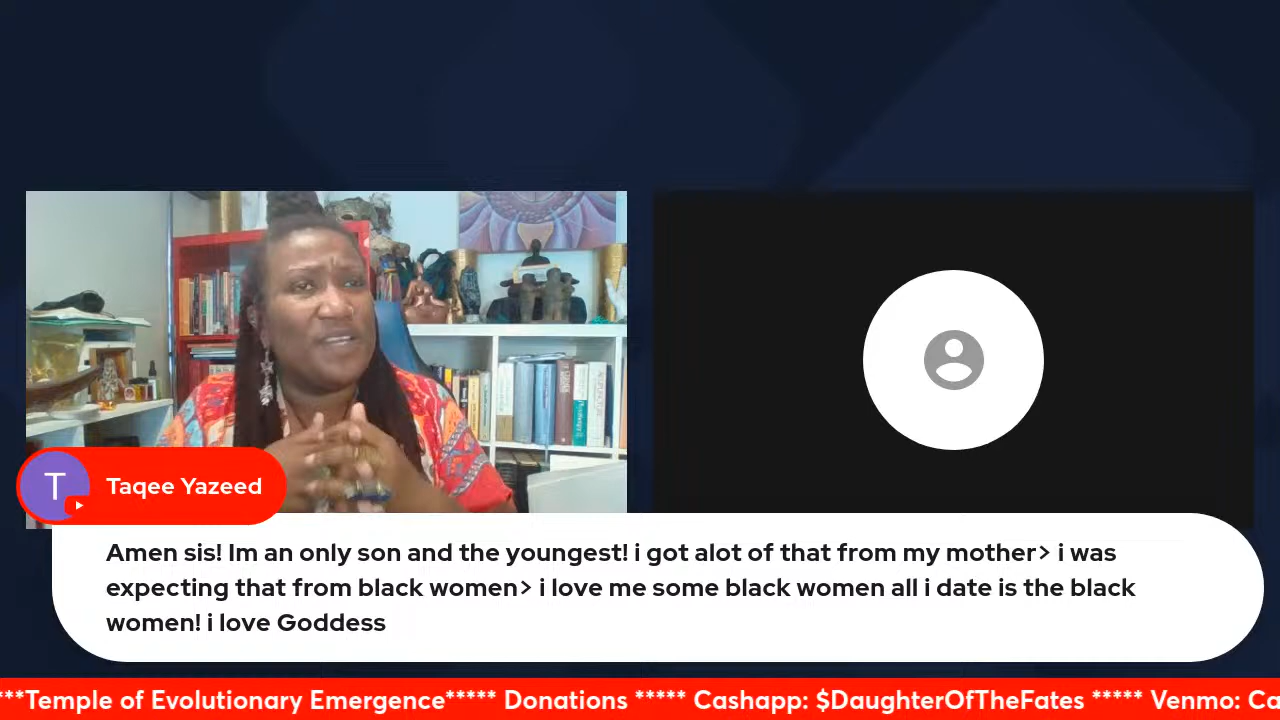 T
Taqee Yazeed
Amen sis! Im an only son and the youngest! i got alot of that from my mother> i was
expecting that from black women> i love me some black women all i date is the black
women! i love Goddess
***Temple of Evolutionary Emergence***** Donations ***** Cashapp: $DaughterOfTheFates ***** Venmo: